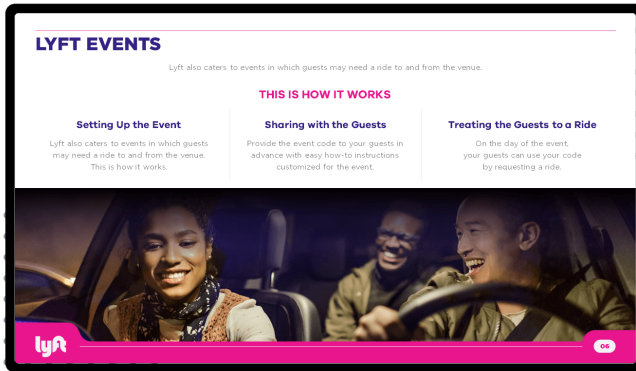 LYFT EVENTS
Lyft also caters to events in which guests may need a ride to and from the venue.
THIS IS HOW IT WORKS
Setting Up the Event
Lyft also caters to events in which guests
may need a ride to and from the venue.
This is how it works.
Sharing with the Guests
Provide the event code to your guests in
advance with easy how-to instructions
customized for the event.
Treating the Guests to a Ride
On the day of the event,
your guests can use your code
by requesting a ride.
lyft
06